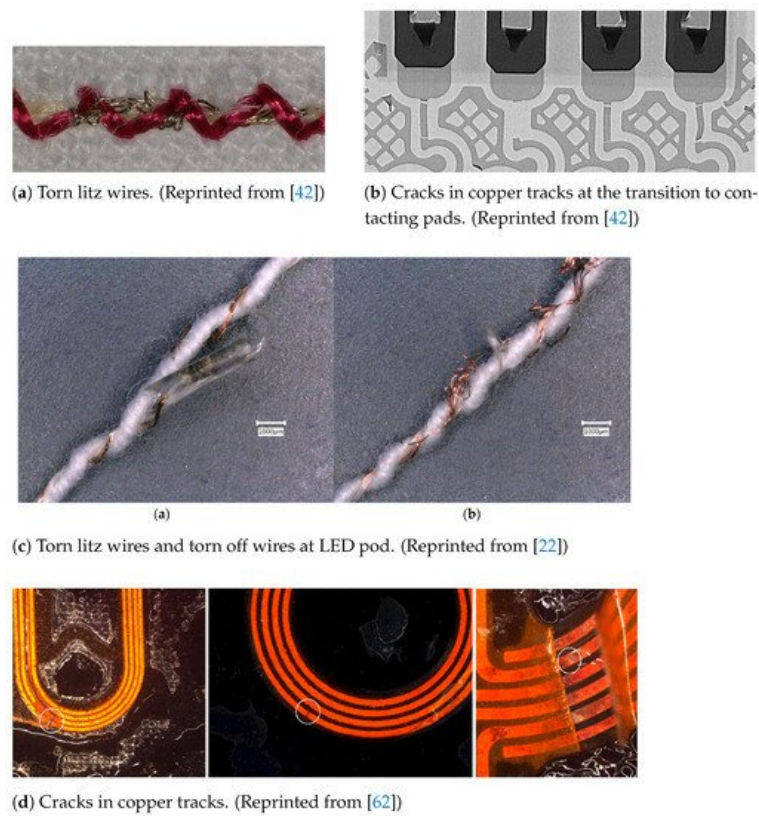 (a) Torn litz wires. (Reprinted from [42])
(b) Cracks in copper tracks at the transition to con-
tacting pads. (Reprinted from [42])
1000µm
1000µm
(a)
(b)
(c) Torn litz wires and torn off wires at LED pod. (Reprinted from [22])
(d) Cracks in copper tracks. (Reprinted from [62])